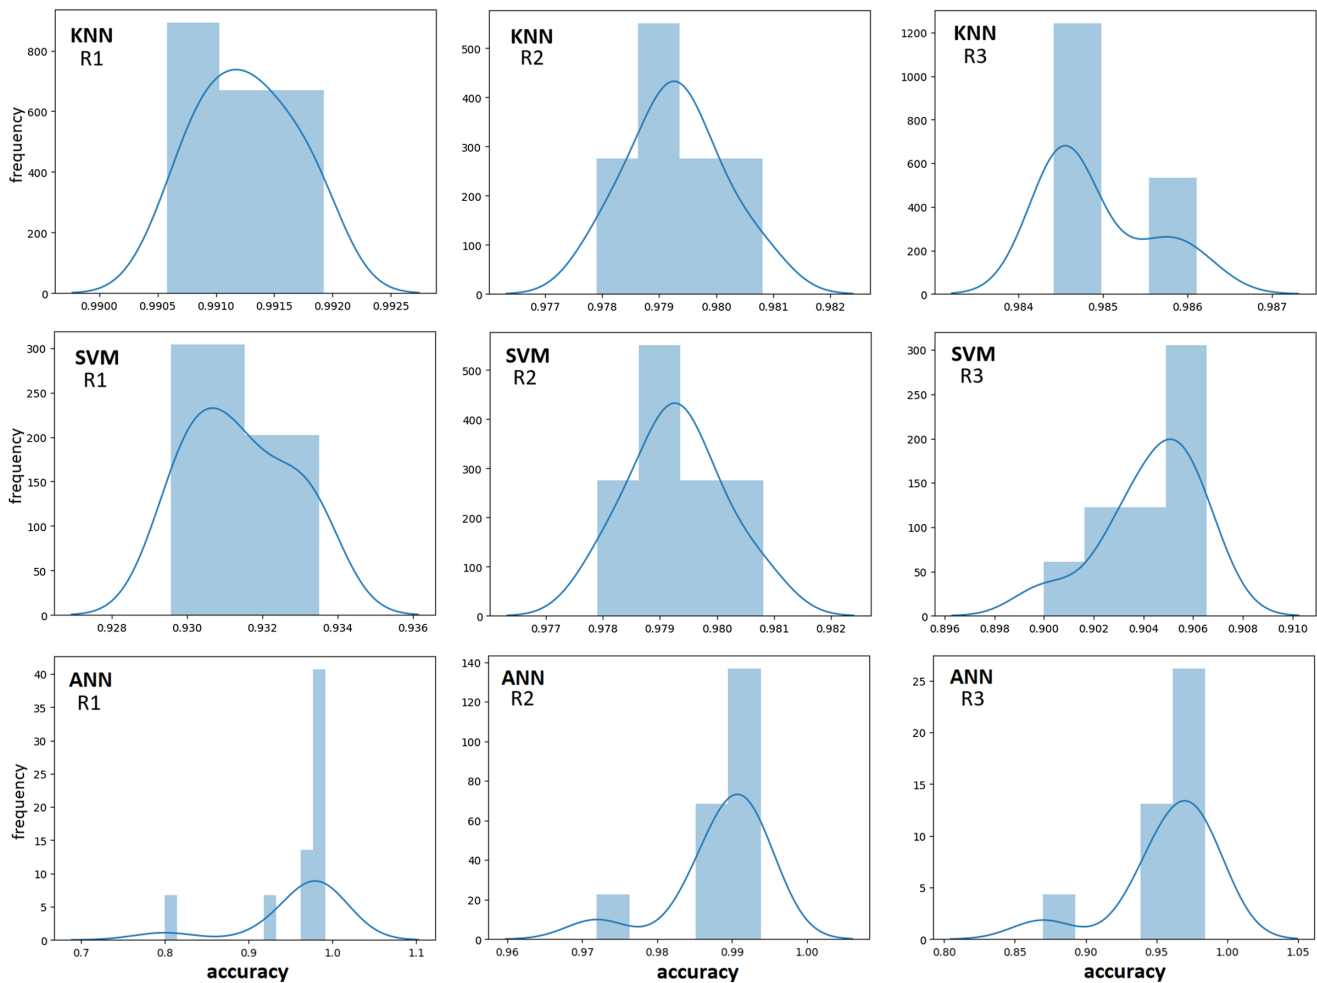 KNN
R1
frequency
800
600
400
200
0
0.9900 0.9905 0.9910 0.9915 0.9920 0.9925
KNN
R2
500
400
300
200
100
0
0.977 0.978 0.979 0.980 0.981 0.982
KNN
R3
1200
1000
800
600
400
200
0
0.984 0.985 0.986 0.987
SVM
R1
frequency
300
250
200
150
100
50
0
0.928 0.930 0.932 0.934 0.936
SVM
R2
500
400
300
200
100
0
0.977 0.978 0.979 0.980 0.981 0.982
SVM
R3
300
250
200
150
100
50
0
0.896 0.898 0.900 0.902 0.904 0.906 0.908 0.910
ANN
R1
frequency
40
35
30
25
20
15
10
5
0
0.7 0.8 0.9 1.0 1.1
accuracy
ANN
R2
140
120
100
80
60
40
20
0
0.96 0.97 0.98 0.99 1.00
accuracy
ANN
R3
25
20
15
10
5
0
0.80 0.85 0.90 0.95 1.00 1.05
accuracy